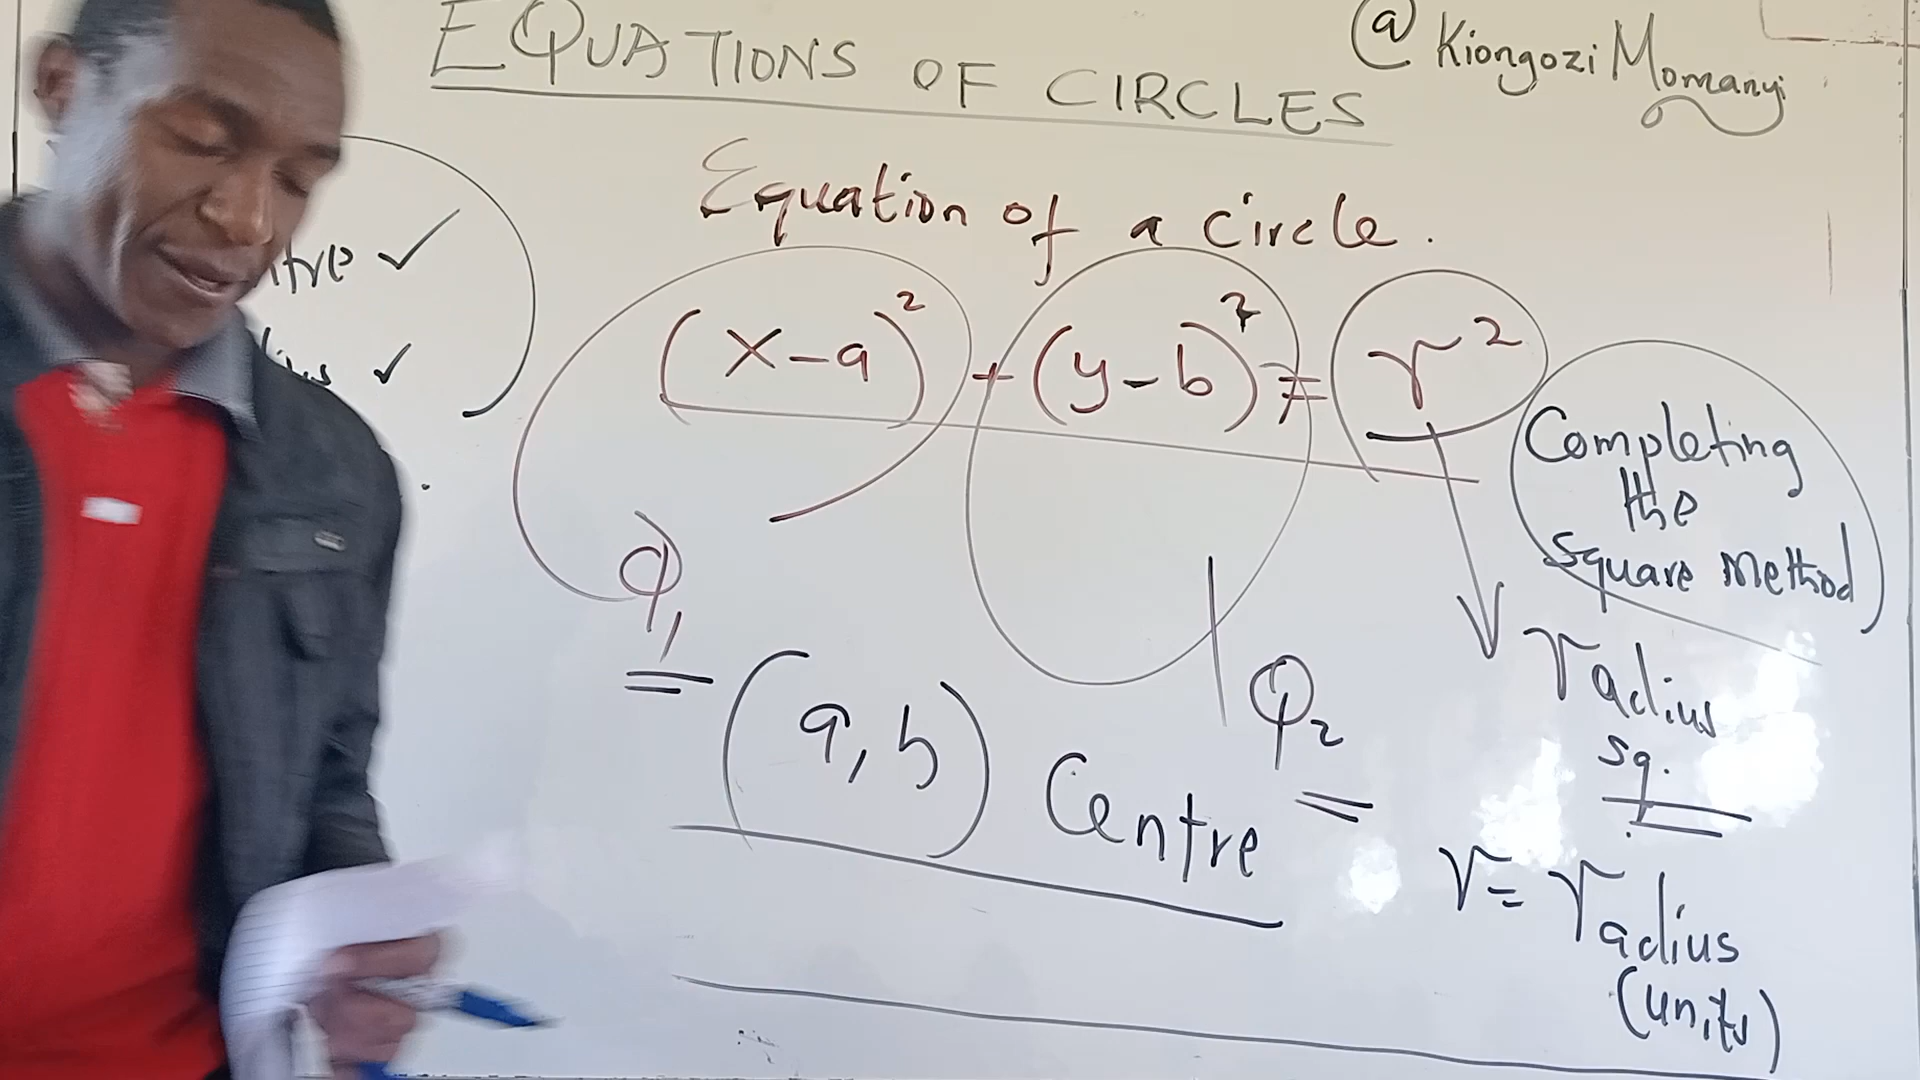 EQUATIONS OF CIRCLES
@ Kiongozi Momanyi
Equation of a circle.
(x-a)² + (y-b)² = r²
Completing
the
square method
Q1
(a, b) Centre
Q2
radius
sq.
r = radius
(units)